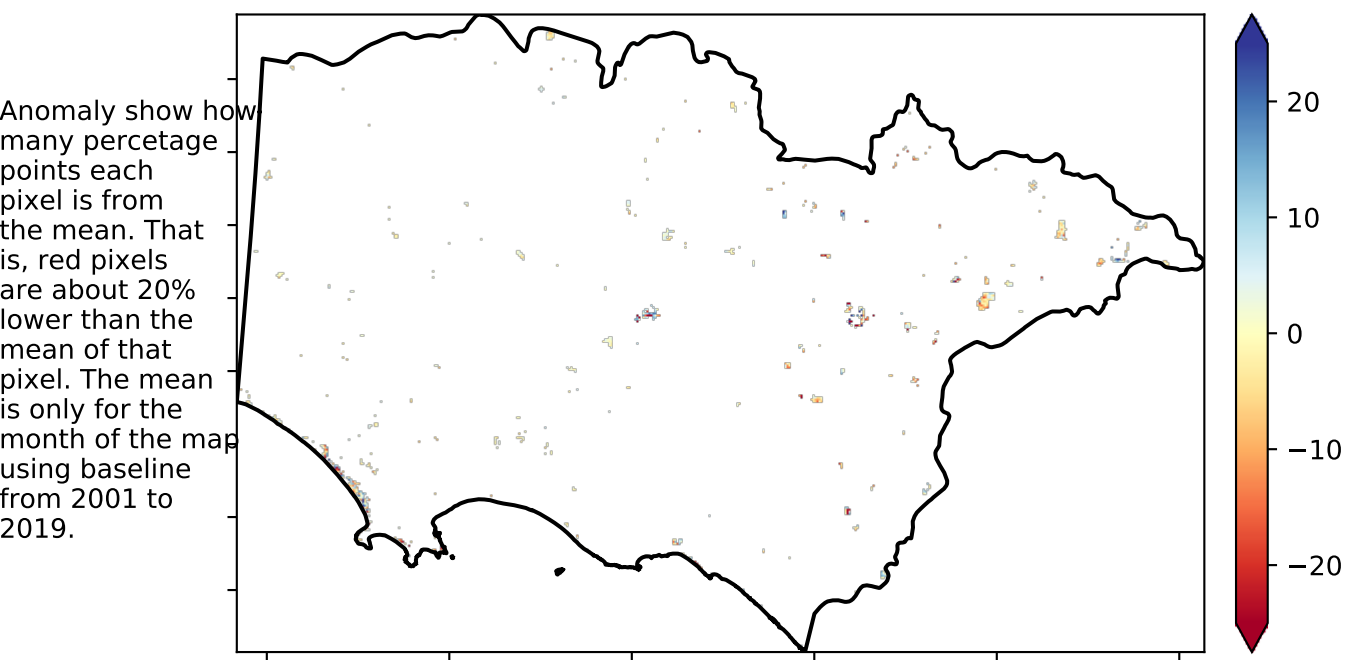 Anomaly show how
many percetage
points each
pixel is from
the mean. That
is, red pixels
are about 20%
lower than the
mean of that
pixel. The mean
is only for the
month of the map
using baseline
from 2001 to
2019.
20
10
0
−10
−20